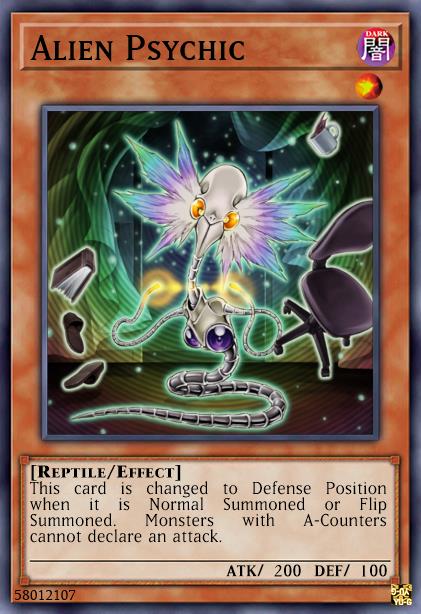 Alien Psychic
DARK
闇
[Reptile/Effect]
This card is changed to Defense Position
when it is Normal Summoned or Flip
Summoned. Monsters with A-Counters
cannot declare an attack.
ATK/ 200 DEF/ 100
58012107